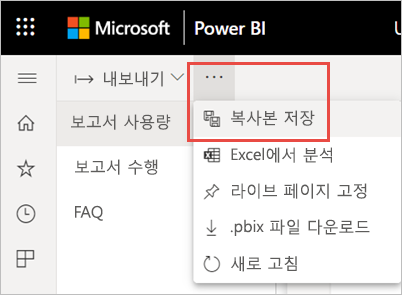 Microsoft Power BI
내보내기 ...
보고서 사용량
복사본 저장
Excel에서 분석
보고서 수행
라이브 페이지 고정
FAQ
.pbix 파일 다운로드
새로 고침